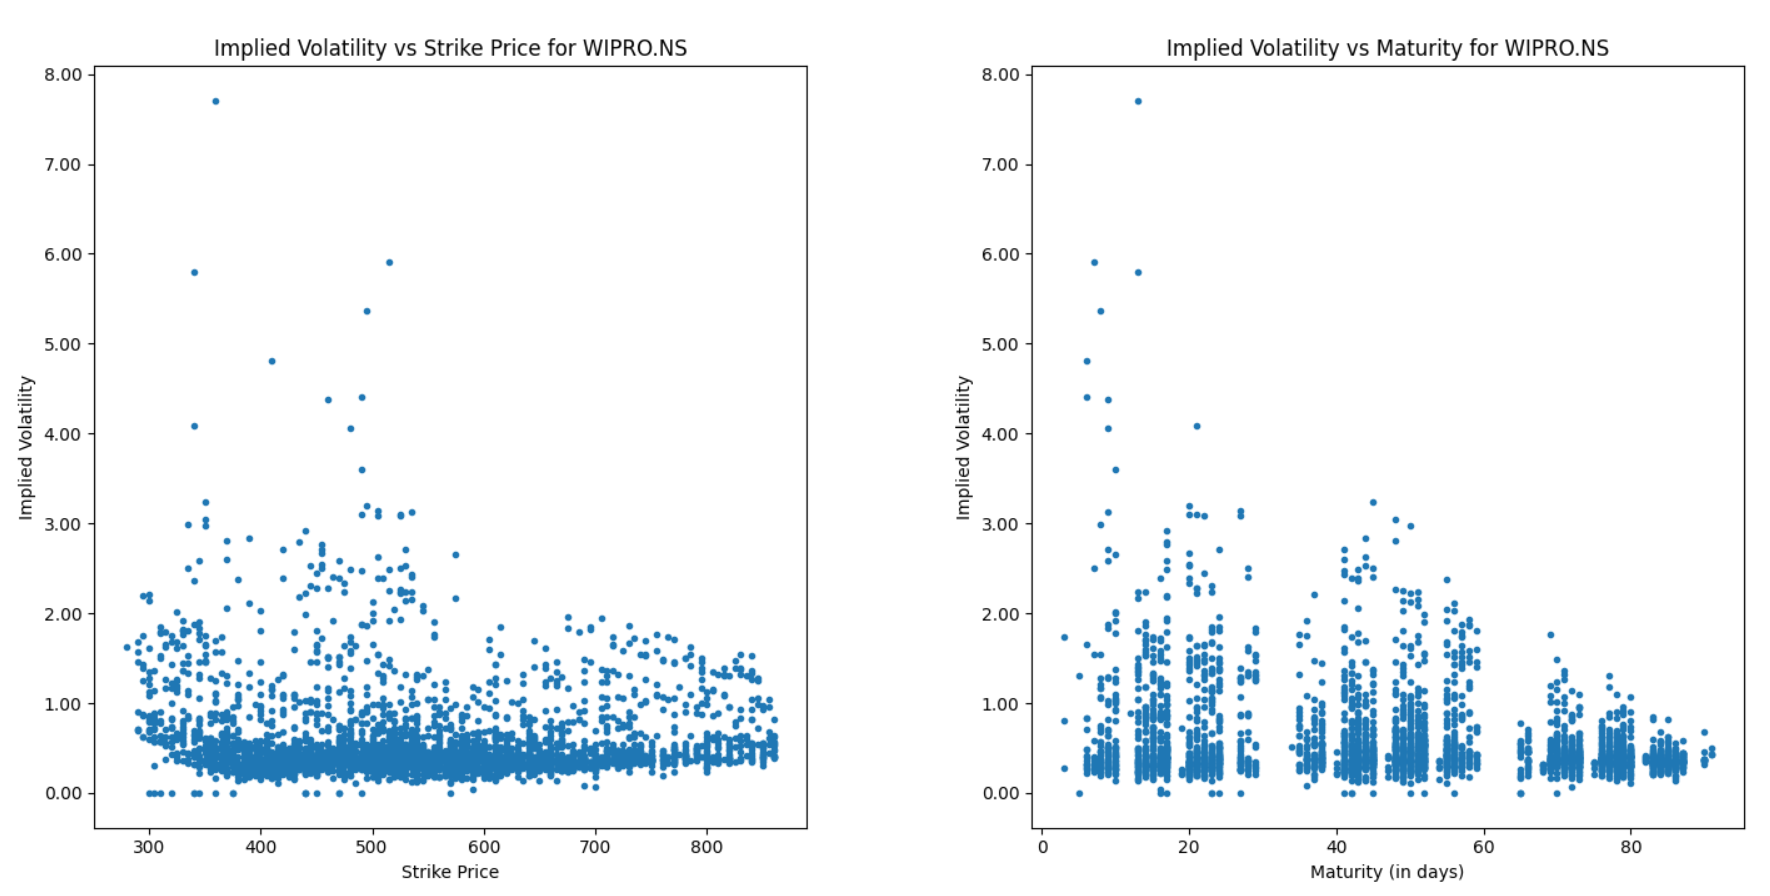 Implied Volatility vs Strike Price for WIPRO.NS
8.00
7.00
6.00
5.00
4.00
3.00
2.00
1.00
0.00
Implied Volatility
300 400 500 600 700 800
Strike Price
Implied Volatility vs Maturity for WIPRO.NS
8.00
7.00
6.00
5.00
4.00
3.00
2.00
1.00
0.00
Implied Volatility
0 20 40 60 80
Maturity (in days)